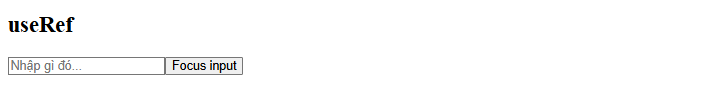 useRef
Nhập gì đó... Focus input